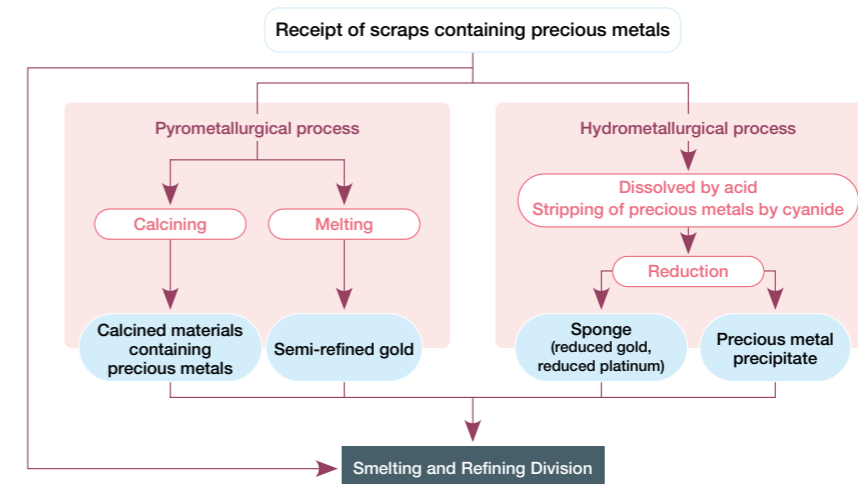 Receipt of scraps containing precious metals
Pyrometallurgical process
Calcining
Melting
Calcined materials
containing
precious metals
Semi-refined gold
Hydrometallurgical process
Dissolved by acid
Stripping of precious metals by cyanide
Reduction
Sponge
(reduced gold,
reduced platinum)
Precious metal
precipitate
Smelting and Refining Division